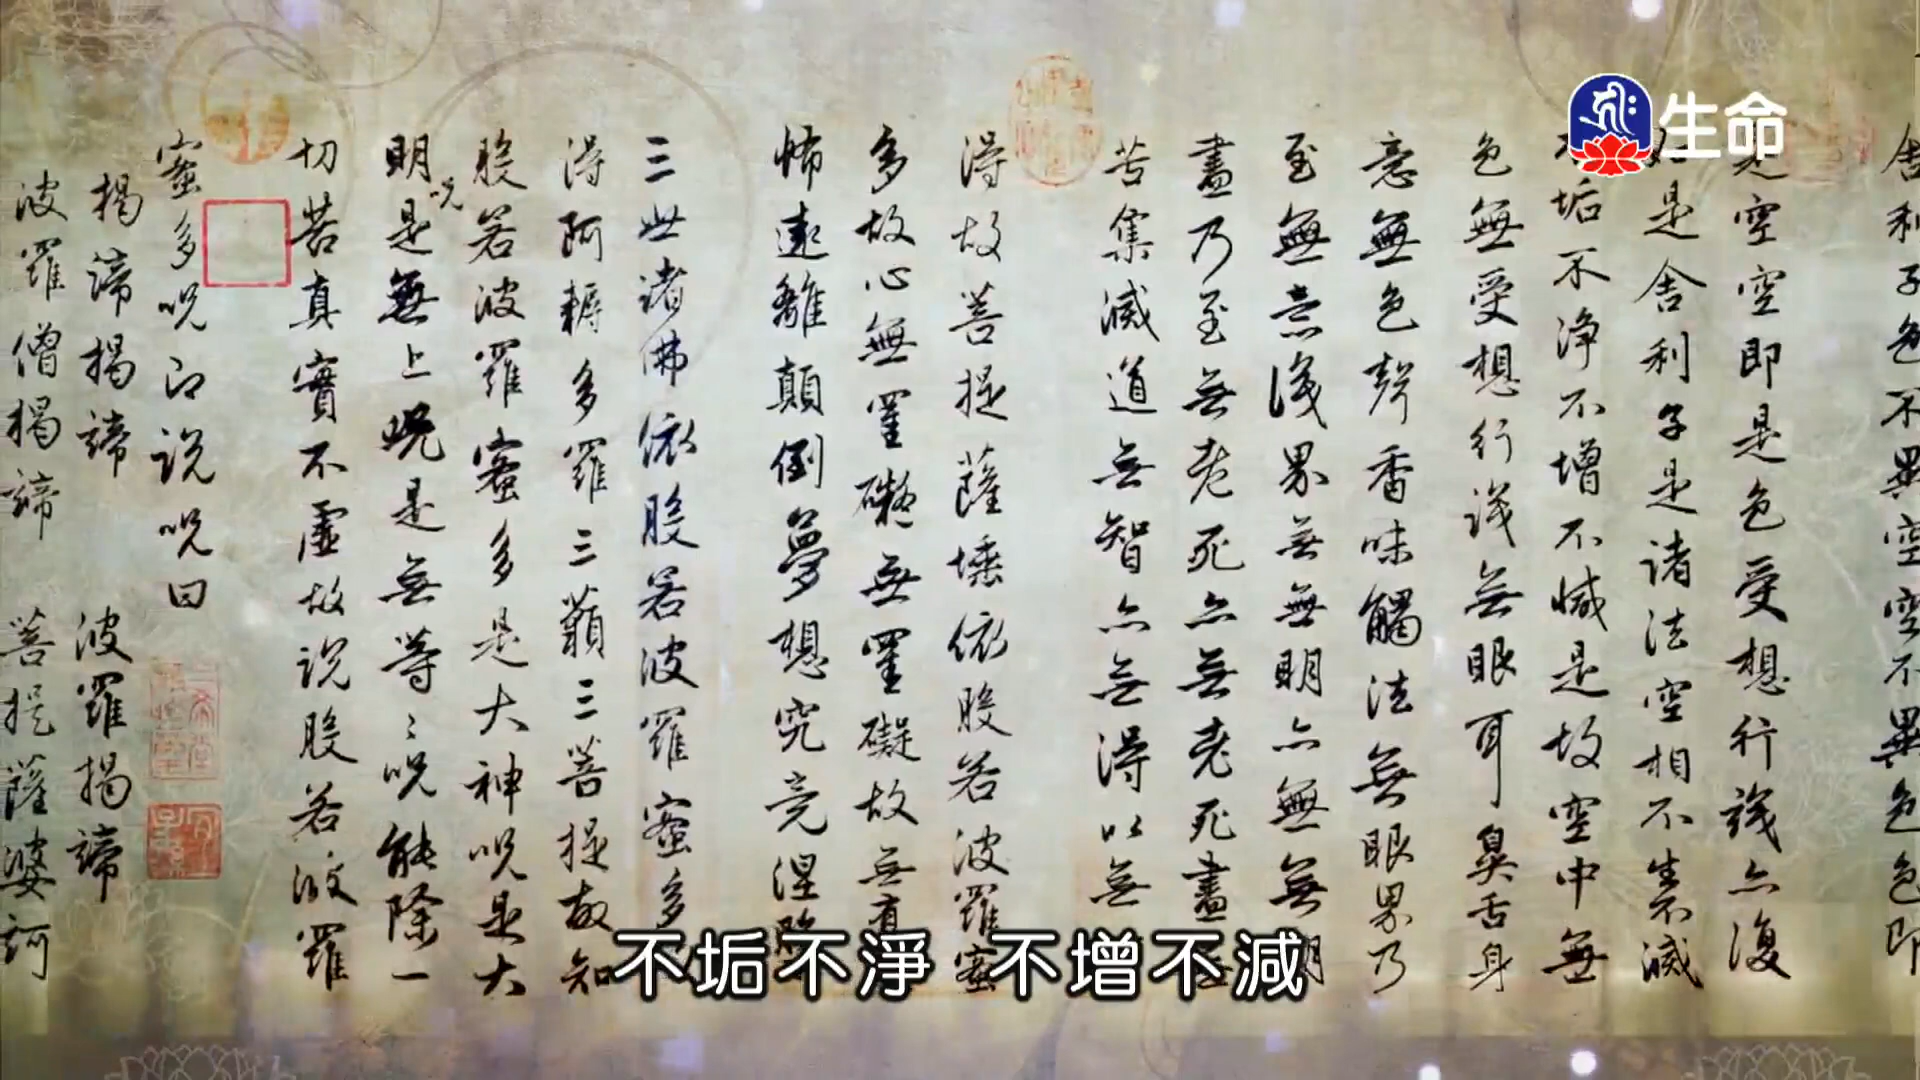 舍利子色不異空空不異色色即
是空空即是色受想行識亦復
如是舍利子是諸法空相不生不滅
不垢不淨不增不減是故空中無
色無受想行識無眼耳鼻舌身
意無色聲香味觸法無眼界乃
至無意識界無無明亦無無明
盡乃至無老死亦無老死盡
苦集滅道無智亦無得以無
得故菩提薩埵依般若波羅蜜
多故心無罣礙無罣礙故無有
怖遠離顛倒夢想究竟涅槃
三世諸佛依般若波羅蜜多
得阿耨多羅三藐三菩提故知
般若波羅蜜多是大神呪是大
明呪是無上呪是無等等呪能除一
切苦真實不虛故說般若波羅
蜜多呪即說呪曰
揭諦揭諦 波羅揭諦
波羅僧揭諦 菩提薩婆訶
生命
不垢不淨 不增不減